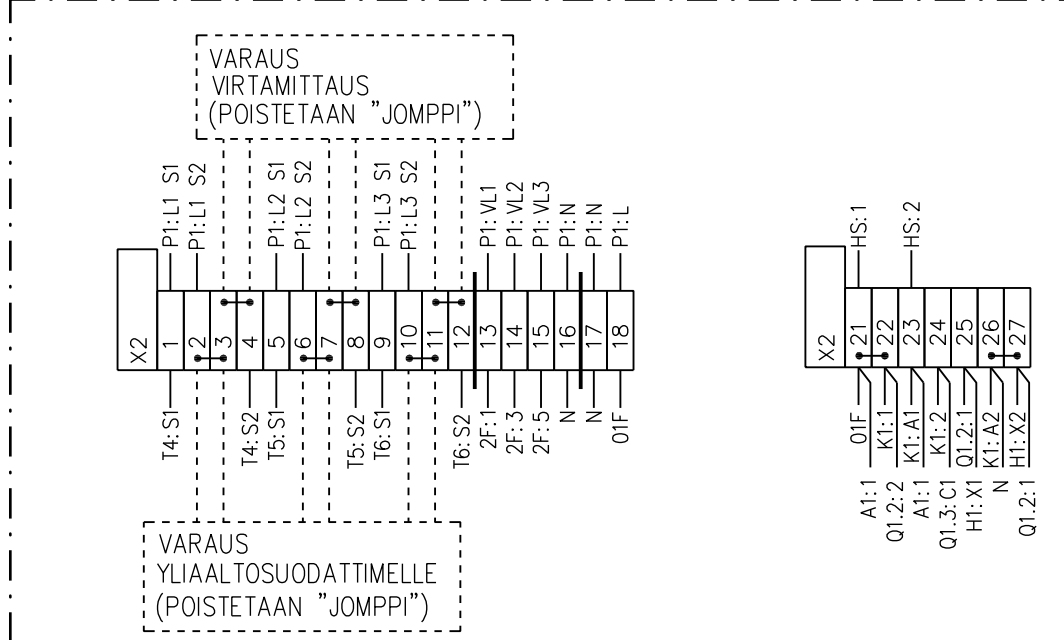 VARAUS
VIRTAMITTAUS
(POISTETAAN "JOMPPI")
P1:L1 S1
P1:L1 S2
P1:L2 S1
P1:L2 S2
P1:L3 S1
P1:L3 S2
P1:VL1
P1:VL2
P1:VL3
P1:N
P1:N
P1:L
X2
1
2
3
4
5
6
7
8
9
10
11
12
13
14
15
16
17
18
T4:S1
T4:S2
T5:S1
T5:S2
T6:S1
T6:S2
2F:1
2F:3
2F:5
N
N
01F
VARAUS
YLIAALTOSUODATTIMELLE
(POISTETAAN "JOMPPI")
HS:1
HS:2
X2
21
22
23
24
25
26
27
01F
K1:1
K1:A1
K1:2
Q1.2:1
K1:A2
H1:X2
A1:1
Q1.2:2
A1:1
Q1.3:C1
H1:X1
N
Q1.2:1